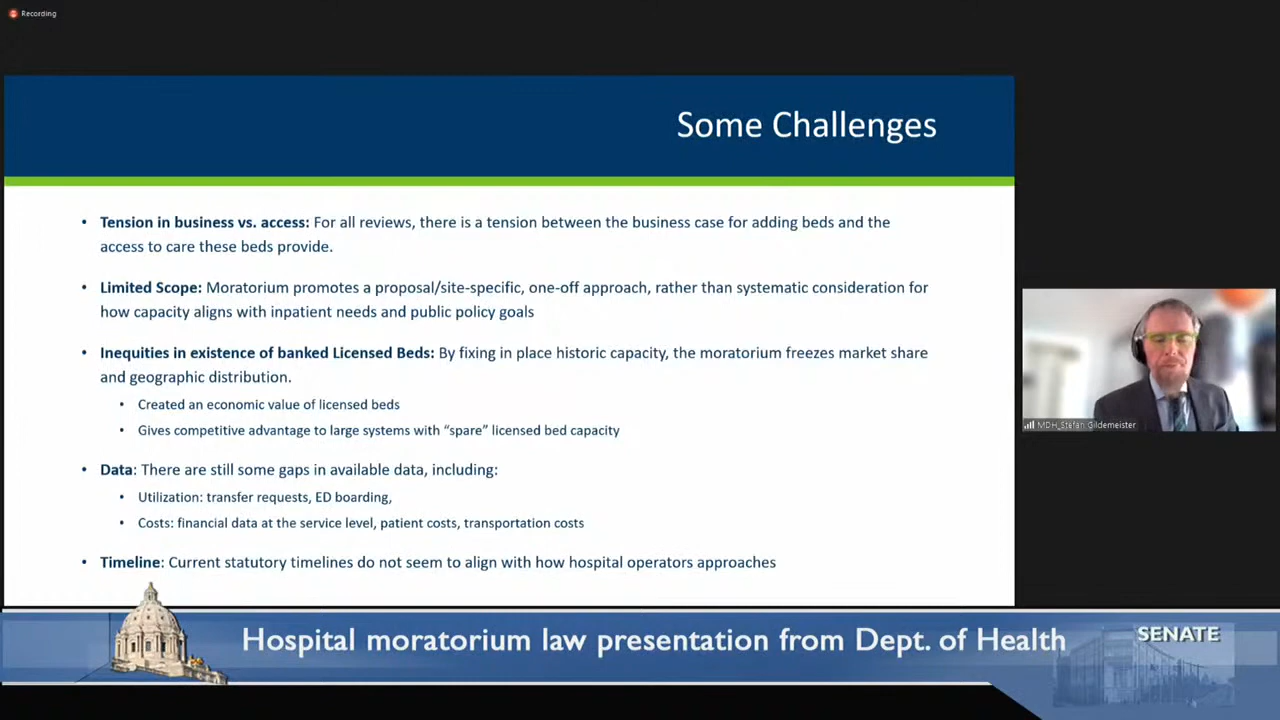 Recording
Some Challenges
• Tension in business vs. access: For all reviews, there is a tension between the business case for adding beds and the
access to care these beds provide.
• Limited Scope: Moratorium promotes a proposal/site-specific, one-off approach, rather than systematic consideration for
how capacity aligns with inpatient needs and public policy goals
• Inequities in existence of banked Licensed Beds: By fixing in place historic capacity, the moratorium freezes market share
and geographic distribution.
• Created an economic value of licensed beds
• Gives competitive advantage to large systems with “spare” licensed bed capacity
• Data: There are still some gaps in available data, including:
• Utilization: transfer requests, ED boarding,
• Costs: financial data at the service level, patient costs, transportation costs
• Timeline: Current statutory timelines do not seem to align with how hospital operators approaches
MDH_Stefan Gildemeister
Hospital moratorium law presentation from Dept. of Health
SENATE